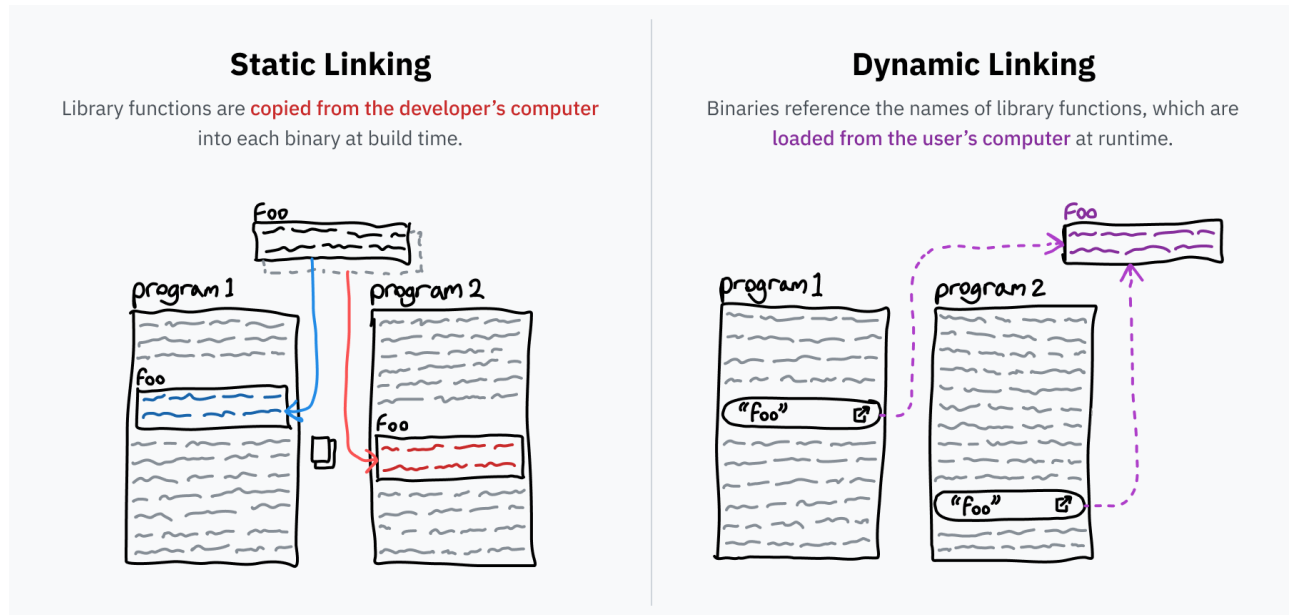 Static Linking
Library functions are copied from the developer's computer
into each binary at build time.
Foo
program 1
foo
program 2
Foo
Dynamic Linking
Binaries reference the names of library functions, which are
loaded from the user's computer at runtime.
Foo
program 1
"foo"
program 2
"foo"